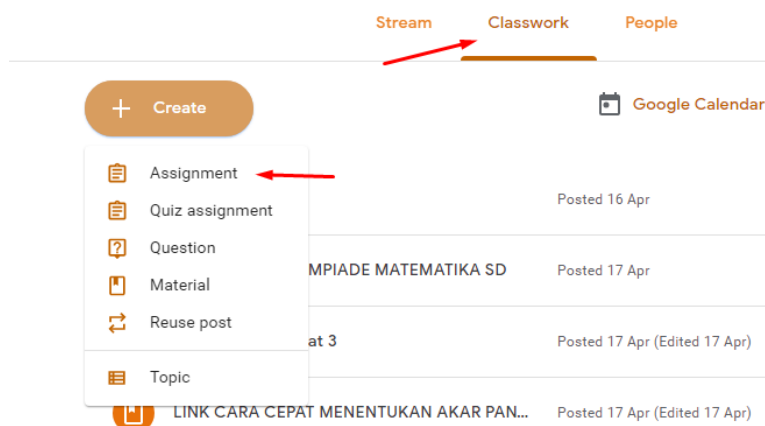 Stream Classwork People
Create
Google Calendar
Assignment
Quiz assignment
Posted 16 Apr
Question
MPIADE MATEMATIKA SD
Posted 17 Apr
Material
Reuse post
at 3
Posted 17 Apr (Edited 17 Apr)
Topic
LINK CARA CEPAT MENENTUKAN AKAR PAN...
Posted 17 Apr (Edited 17 Apr)